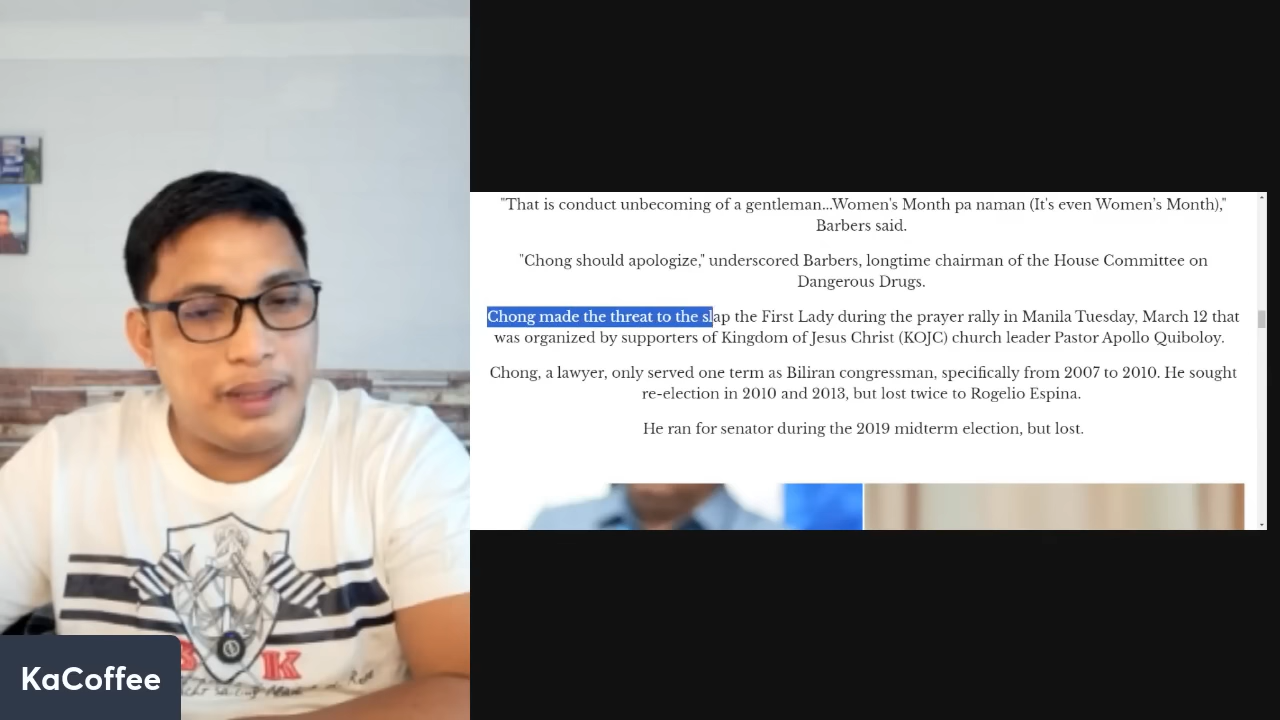 "That is conduct unbecoming of a gentleman...Women's Month pa naman (It's even Women's Month),"
Barbers said.
"Chong should apologize," underscored Barbers, longtime chairman of the House Committee on
Dangerous Drugs.
Chong made the threat to the slap the First Lady during the prayer rally in Manila Tuesday, March 12 that
was organized by supporters of Kingdom of Jesus Christ (KOJC) church leader Pastor Apollo Quiboloy.
Chong, a lawyer, only served one term as Biliran congressman, specifically from 2007 to 2010. He sought
re-election in 2010 and 2013, but lost twice to Rogelio Espina.
He ran for senator during the 2019 midterm election, but lost.
K
KaCoffee